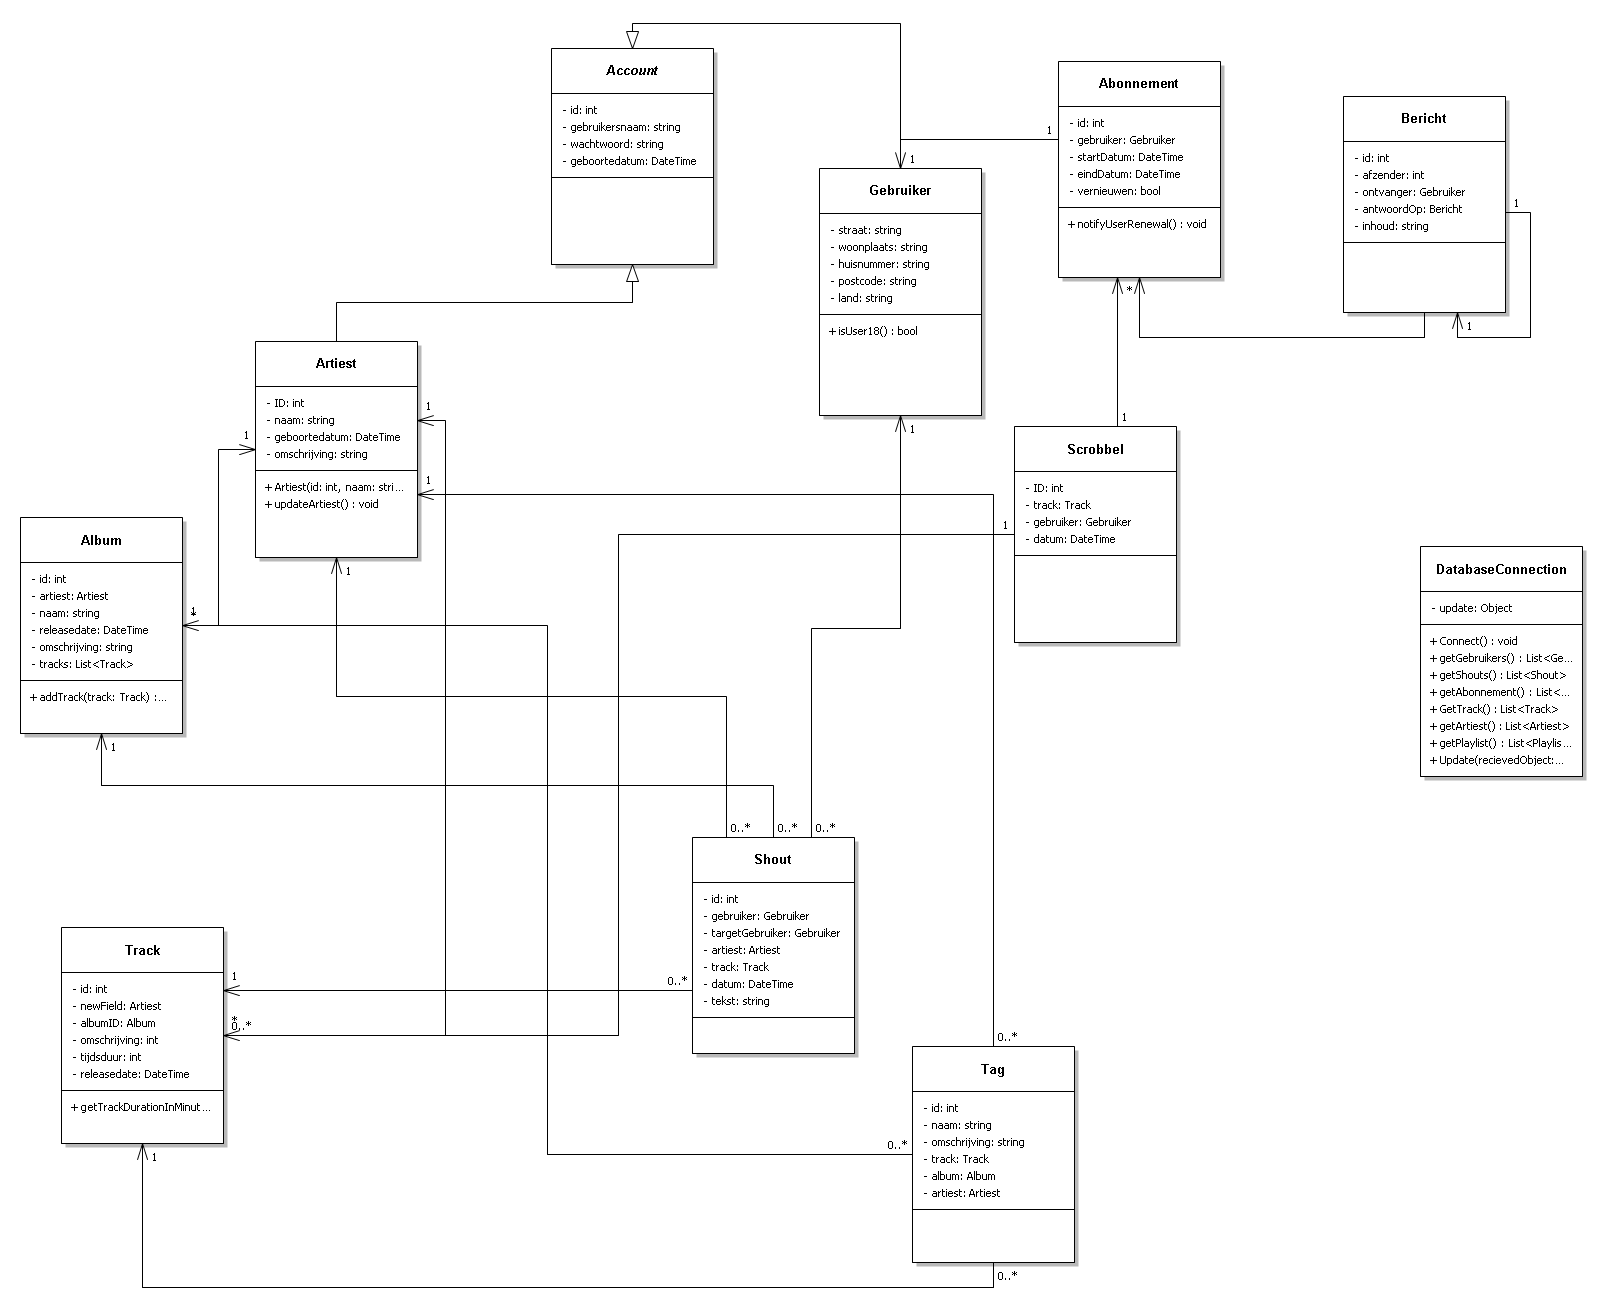 Account
- id: int
- gebruikersnaam: string
- wachtwoord: string
- geboortedatum: DateTime
Abonnement
- id: int
- gebruiker: Gebruiker
- startDatum: DateTime
- eindDatum: DateTime
- vernieuwen: bool
+ notifyUserRenewal() : void
1
*
Bericht
- id: int
- afzender: int
- ontvanger: Gebruiker
- antwoordOp: Bericht
- inhoud: string
1
1
1
Gebruiker
- straat: string
- woonplaats: string
- huisnummer: string
- postcode: string
- land: string
+ isUser18() : bool
1
Artiest
- ID: int
- naam: string
- geboortedatum: DateTime
- omschrijving: string
+ Artiest(id: int, naam: stri...
+ updateArtiest() : void
1
1
1
1
1
Scrobbel
- ID: int
- track: Track
- gebruiker: Gebruiker
- datum: DateTime
1
Album
- id: int
- artiest: Artiest
- naam: string
- releasedate: DateTime
- omschrijving: string
- tracks: List<Track>
+ addTrack(track: Track) :...
1
*
1
DatabaseConnection
- update: Object
+ Connect() : void
+ getGebruikers() : List<Ge...
+ getShouts() : List<Shout>
+ getAbonnement() : List<...
+ GetTrack() : List<Track>
+ getArtiest() : List<Artiest>
+ getPlaylist() : List<Playlis...
+ Update(recievedObject:...
0..*
0..*
0..*
Shout
- id: int
- gebruiker: Gebruiker
- targetGebruiker: Gebruiker
- artiest: Artiest
- track: Track
- datum: DateTime
- tekst: string
0..*
Track
- id: int
- newField: Artiest
- albumID: Album
- omschrijving: int
- tijdsduur: int
- releasedate: DateTime
+ getTrackDurationInMinut...
1
*
0..*
1
0..*
Tag
- id: int
- naam: string
- omschrijving: string
- track: Track
- album: Album
- artiest: Artiest
0..*
0..*